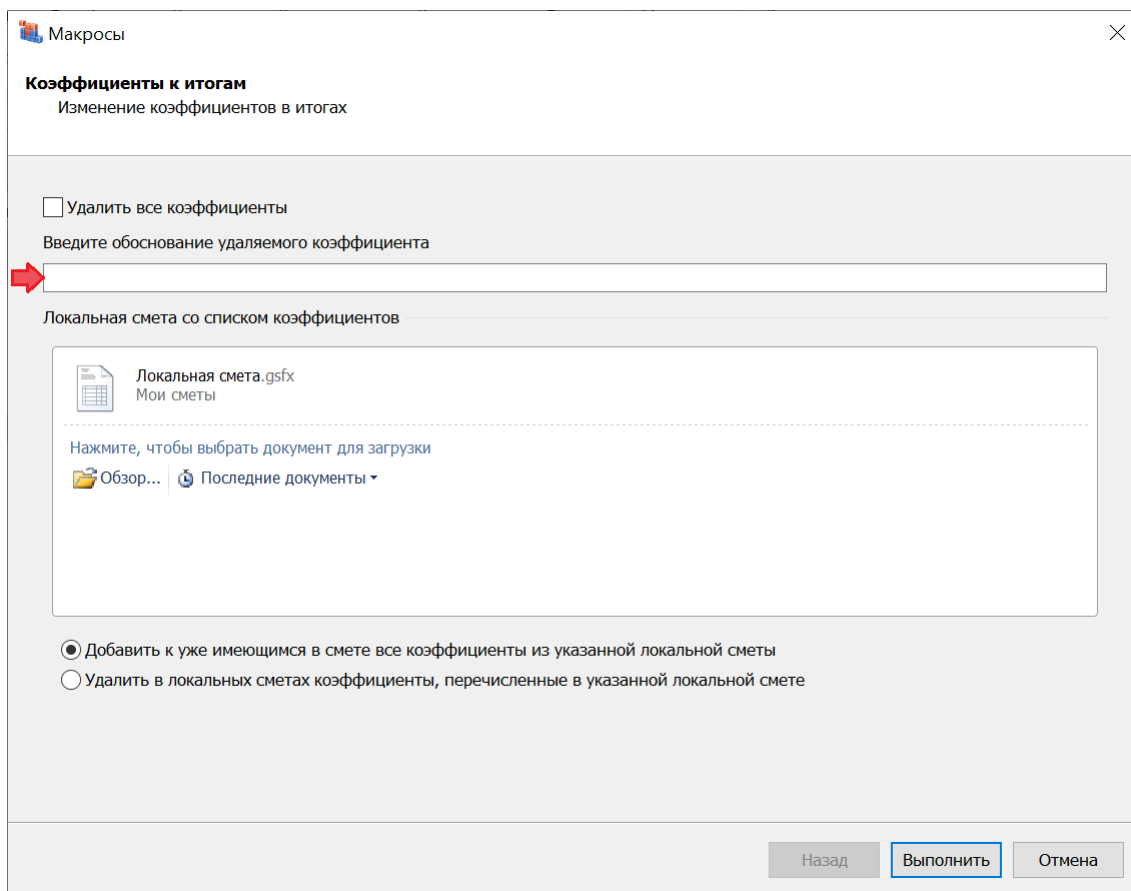 Макросы
Коэффициенты к итогам
Изменение коэффициентов в итогах
Удалить все коэффициенты
Введите обоснование удаляемого коэффициента
Локальная смета со списком коэффициентов
Локальная смета.gsfx
Мои сметы
Нажмите, чтобы выбрать документ для загрузки
Обзор... Последние документы
Добавить к уже имеющимся в смете все коэффициенты из указанной локальной сметы
Удалить в локальных сметах коэффициенты, перечисленные в указанной локальной смете
Назад Выполнить Отмена